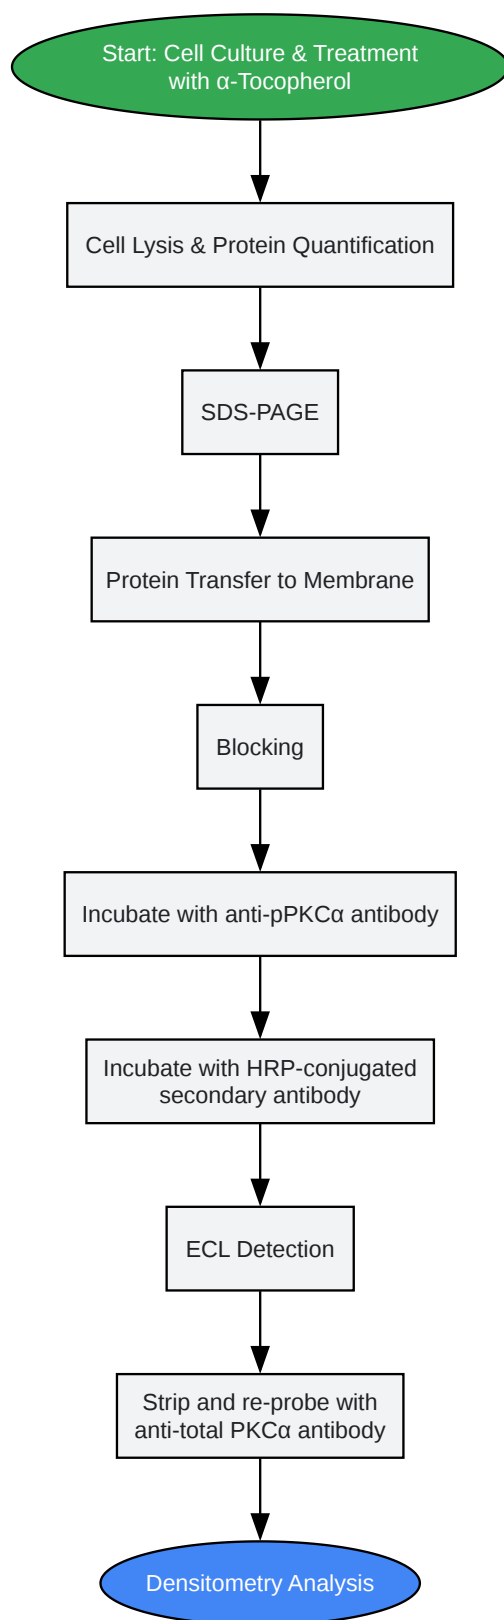 Start: Cell Culture & Treatment
with α-Tocopherol
Cell Lysis & Protein Quantification
SDS-PAGE
Protein Transfer to Membrane
Blocking
Incubate with anti-pPKCα antibody
Incubate with HRP-conjugated
secondary antibody
ECL Detection
Strip and re-probe with
anti-total PKCα antibody
Densitometry Analysis